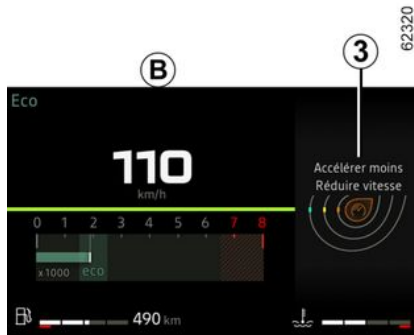 62320
B
3
Eco
110
km/h
Accélérer moins
Réduire vitesse
0 1 2 3 4 5 6 7 8
x 1000 eco
490 km